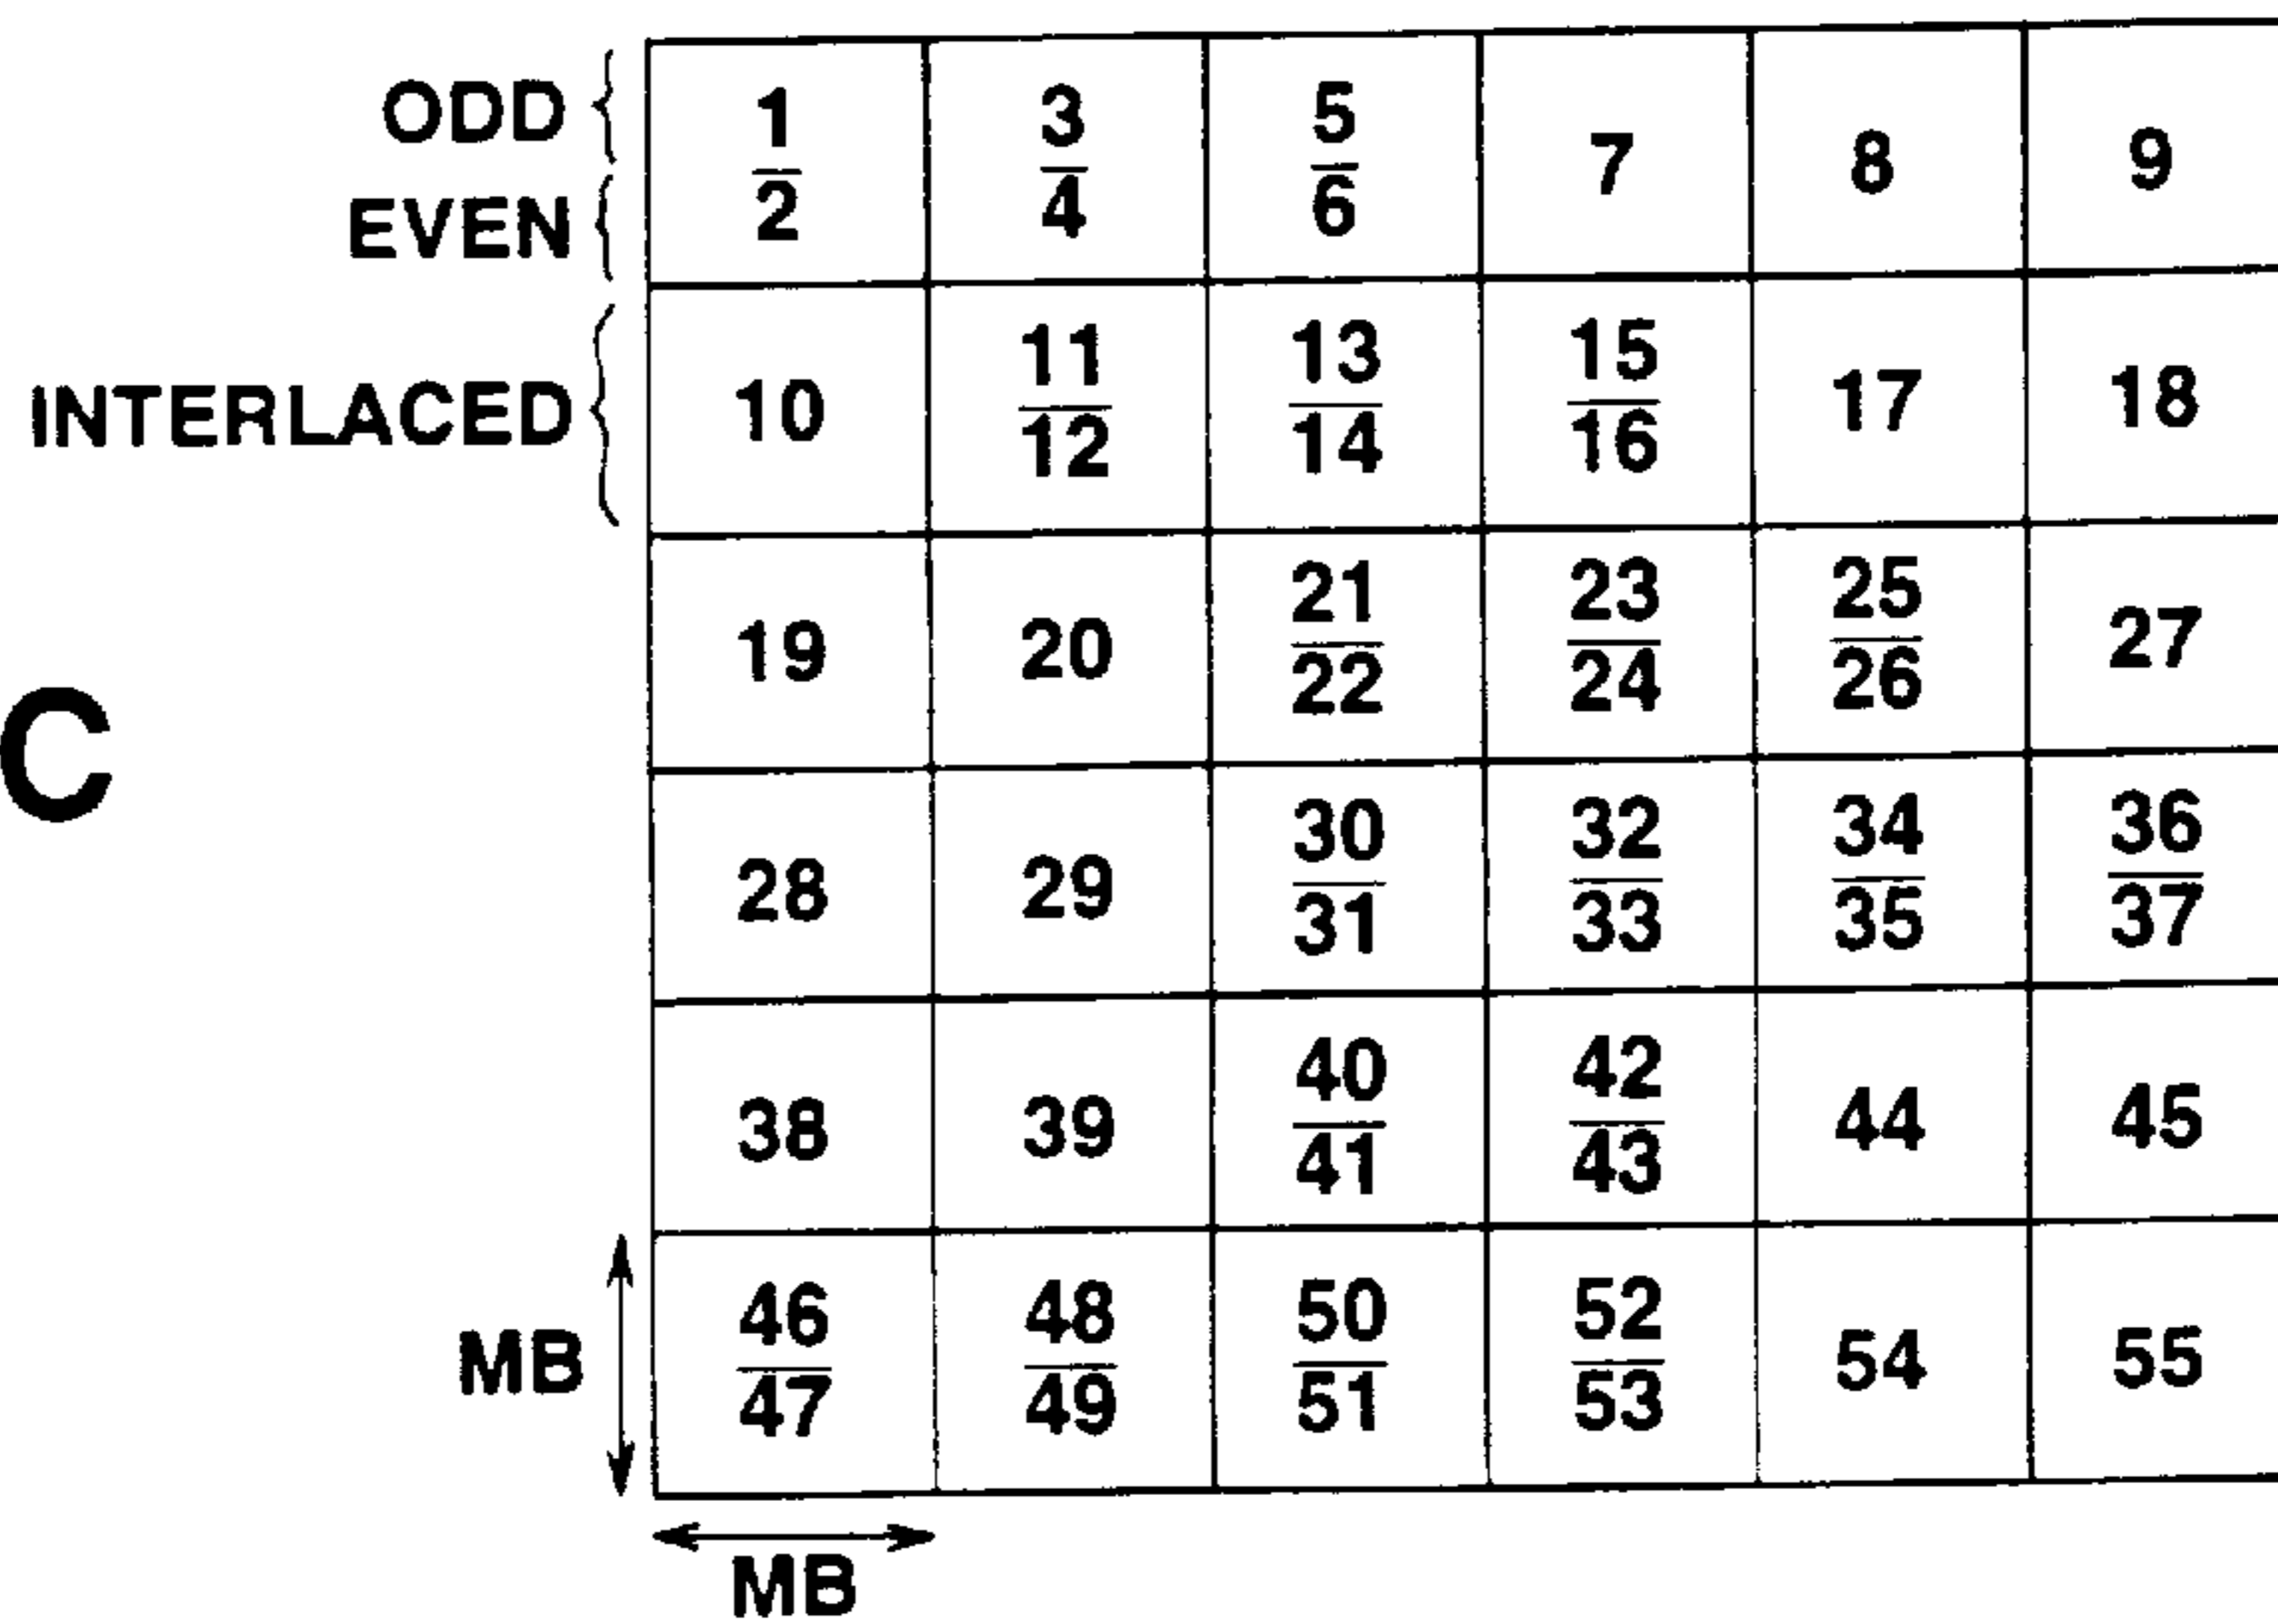 ODD 1 3 5 7 8 9
EVEN 2 4 6
INTERLACED 10 11 13 15 17 18
12 14 16
19 20 21 23 25 27
22 24 26
C
28 29 30 32 34 36
31 33 35 37
38 39 40 42 44 45
41 43
MB 46 48 50 52 54 55
47 49 51 53
MB